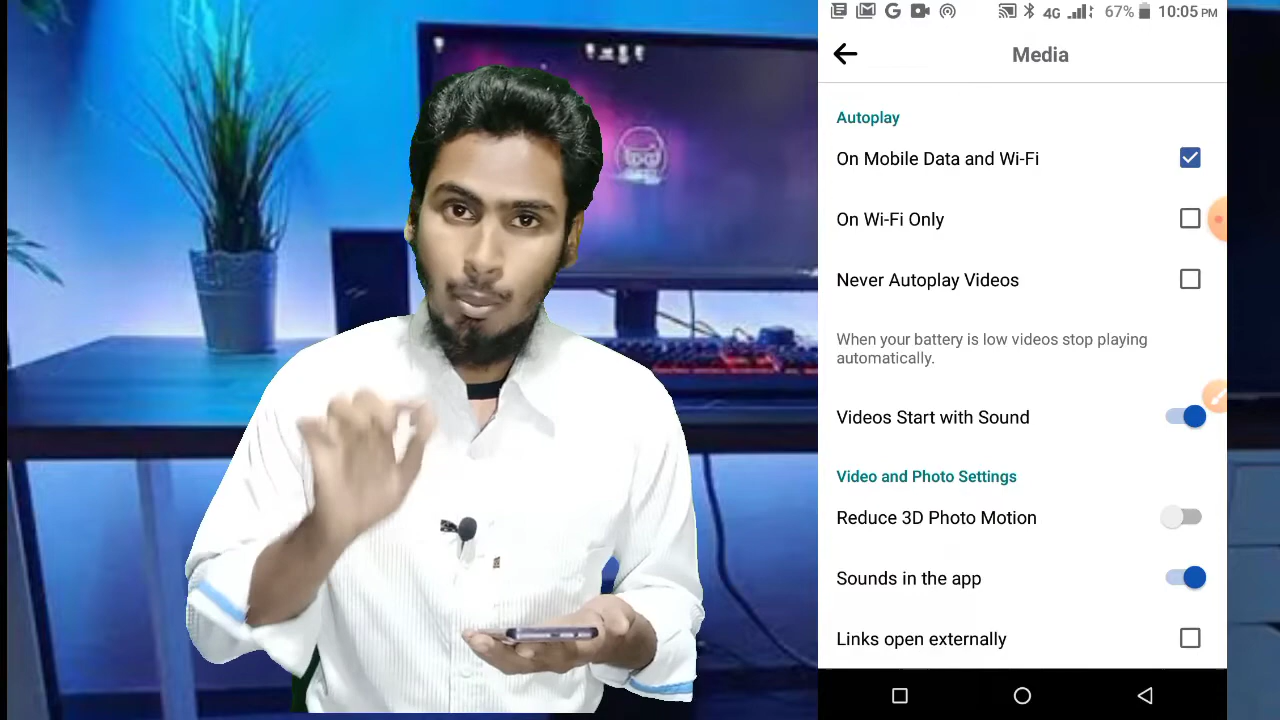 4G 67% 10:05 PM
Media
Autoplay
On Mobile Data and Wi-Fi
On Wi-Fi Only
Never Autoplay Videos
When your battery is low videos stop playing
automatically.
Videos Start with Sound
Video and Photo Settings
Reduce 3D Photo Motion
Sounds in the app
Links open externally